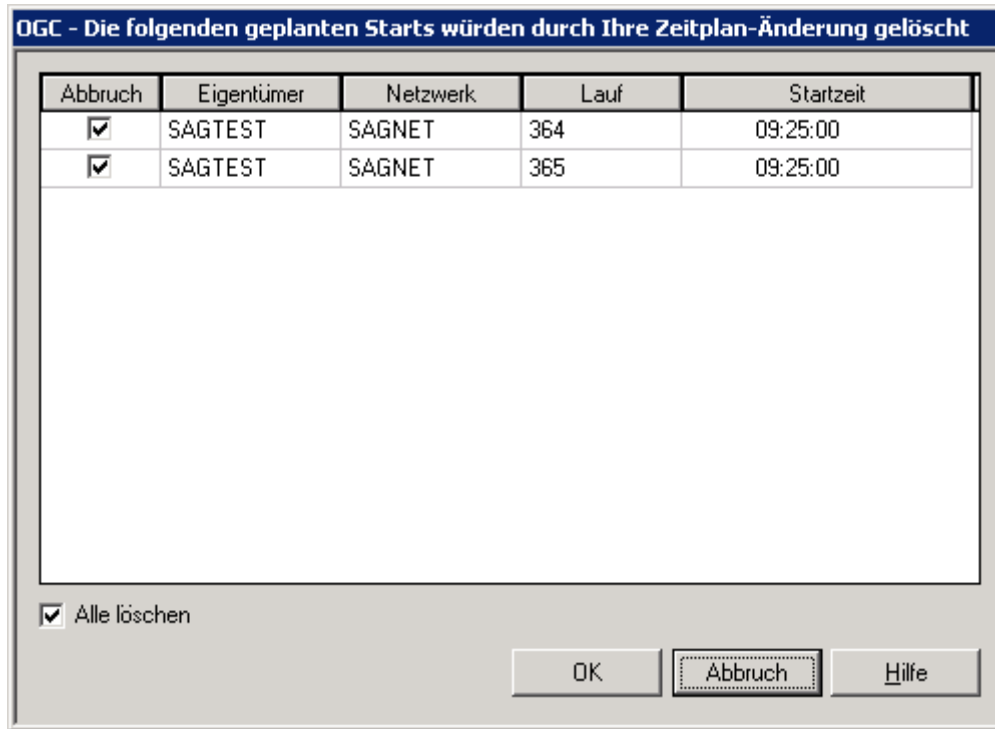 OGC - Die folgenden geplanten Starts würden durch Ihre Zeitplan-Änderung gelöscht
Abbruch Eigentümer Netzwerk Lauf Startzeit
SAGTEST SAGNET 364 09:25:00
SAGTEST SAGNET 365 09:25:00
Alle löschen
OK Abbruch Hilfe